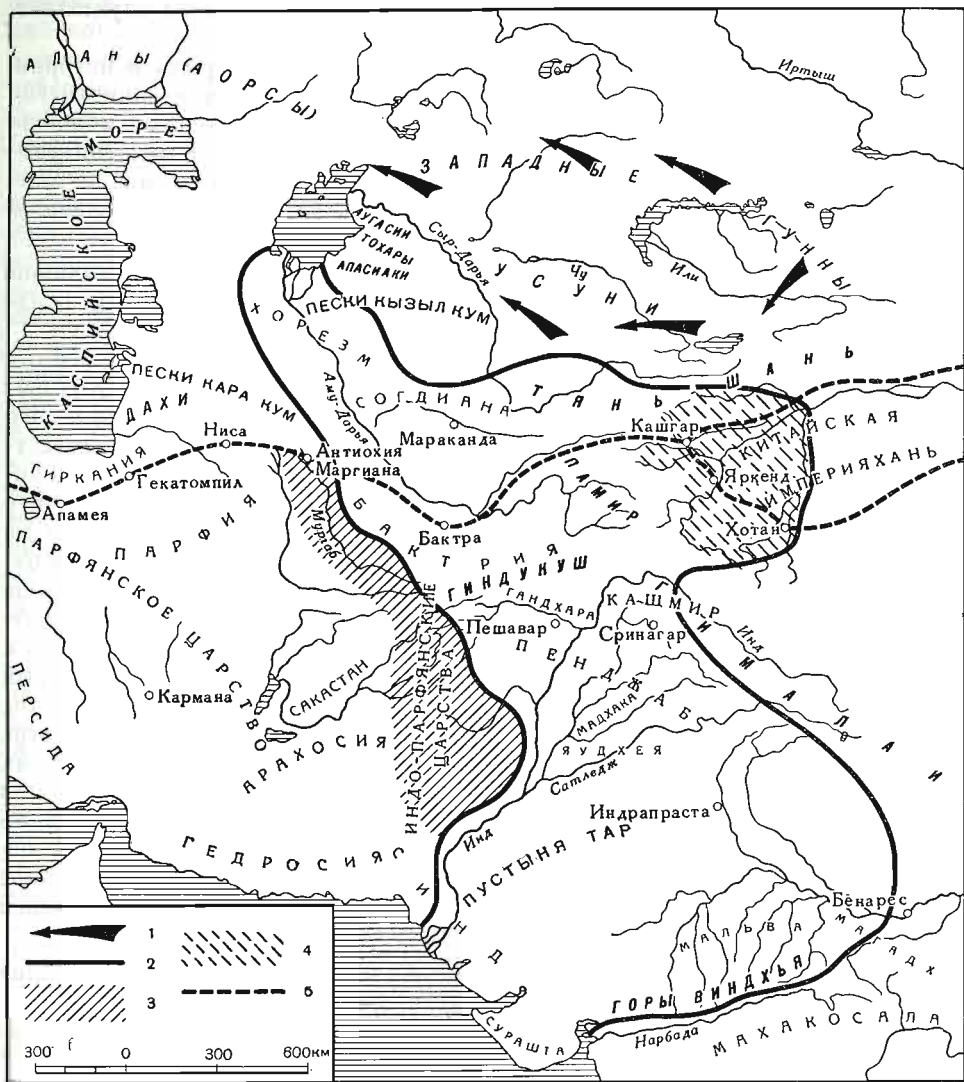 АЛАНЫ (АОРСЫ)
Иртыш
КАСПИЙСКОЕ МОРЕ
ЗАПАДНЫЕ
ГУННЫ
АУГАСИИ
ТОХАРЫ
АПАСИАКИ
Сыр-Дарья
УСУНИ
Чу
Или
ПЕСКИ КЫЗЫЛ КУМ
ХОРЕЗМ
ПЕСКИ КАРА КУМ
ДАХИ
Аму-Дарья
СОГДИАНА
ТЯНЬ ШАНЬ
Мараканда
Кашгар
КИТАЙСКАЯ
ИМПЕРИЯ ХАНЬ
Яркенд
Хотан
Ниса
Антиохия
Маргиана
ГИРКАНИЯ
Гекатомпил
Апамея
ПАРФИЯ
Мургаб
БАКТРИЯ
Бактра
ПАМИР
ПАРФЯНСКОЕ ЦАРСТВО
ГИНДУКУШ
ГАНДХАРА
КАШМИР
Пешавар
Сринагар
Инд
ГИМАЛАИ
ПЕНДЖАБ
ПЕРСИДА
Кармана
САКАСТАН
ИНДО-ПАРФЯНСКИЕ
ЦАРСТВА
МАДХАКА
ЯУДХЕЯ
Сатледж
АРАХОСИЯ
Индрапраста
ГЕДРОСИЯ
Инд
ПУСТЫНЯ ТАР
СИНД
Бенарес
МАЛЬВА
МАГАДХ
ГОРЫ ВИНДХЬЯ
Нарбада
МАХАКОСАЛА
СУРАШТА
1
2
3
4
5
300 0 300 600км